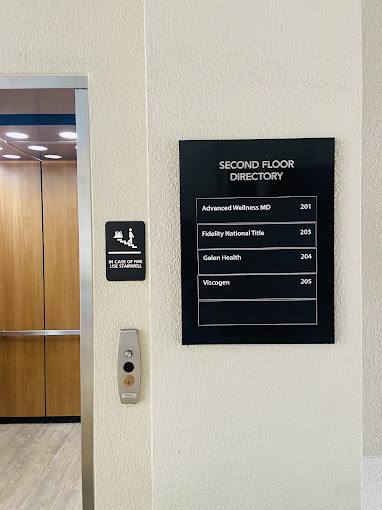 SECOND FLOOR
DIRECTORY
Advanced Wellness MD 201
Fidelity National Title 203
Galen Health 204
Viscogen 205
IN CASE OF FIRE
USE STAIRWELL